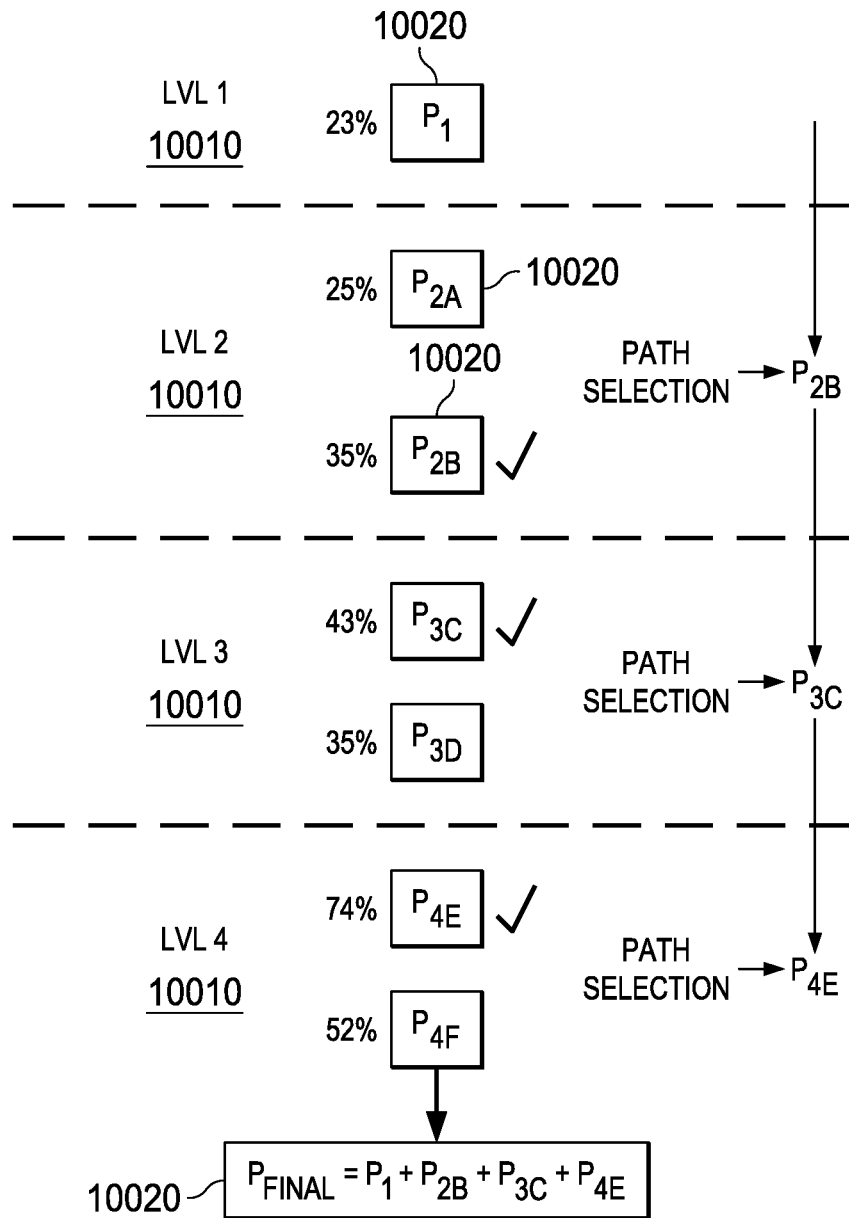 10020
LVL 1
10010
23%
P1
25%
P2A
10020
LVL 2
10010
10020
35%
P2B
PATH
SELECTION
P2B
LVL 3
10010
43%
P3C
35%
P3D
PATH
SELECTION
P3C
LVL 4
10010
74%
P4E
52%
P4F
PATH
SELECTION
P4E
10020
PFINAL = P1 + P2B + P3C + P4E